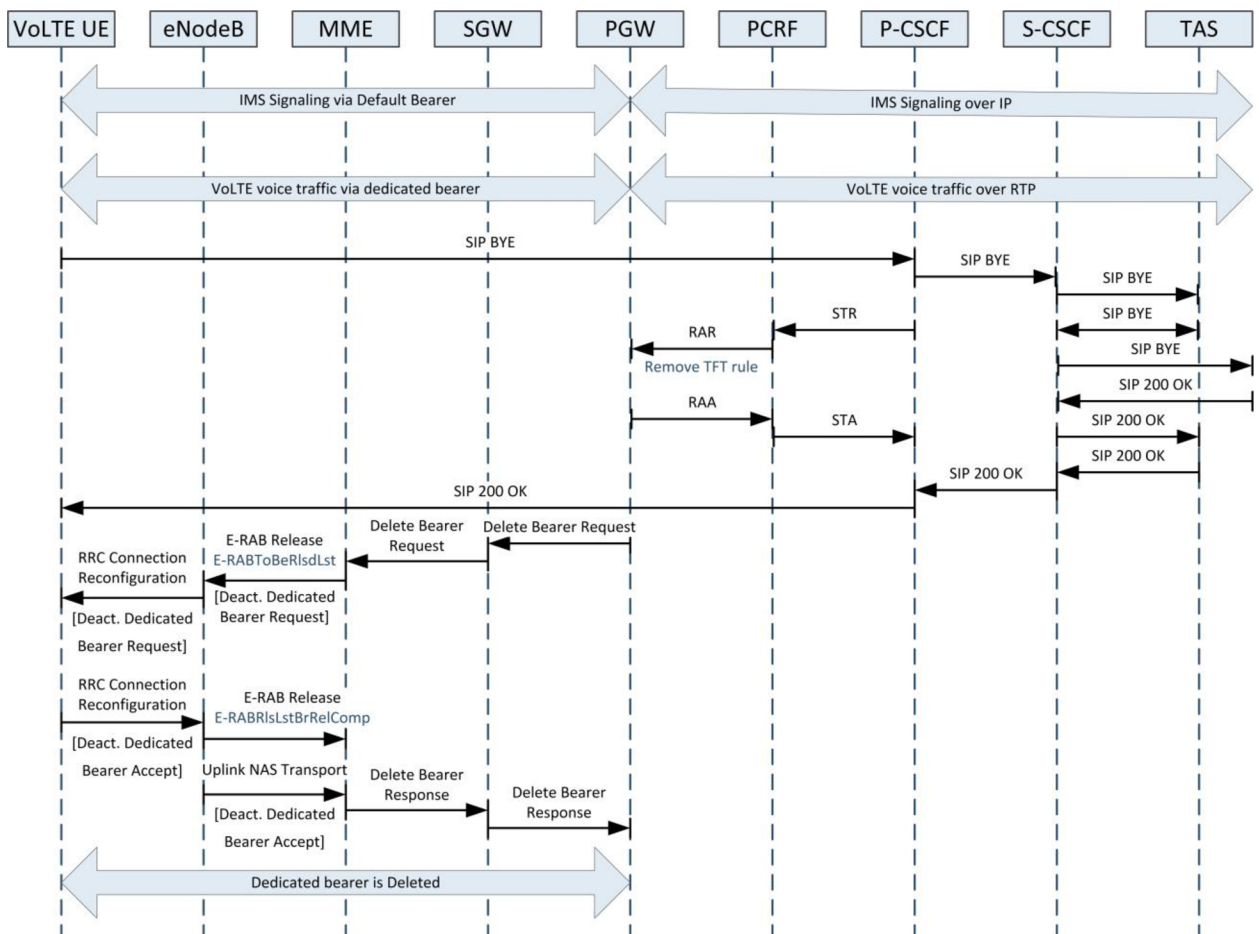 VoLTE UE
eNodeB
MME
SGW
PGW
PCRF
P-CSCF
S-CSCF
TAS
IMS Signaling via Default Bearer
IMS Signaling over IP
VoLTE voice traffic via dedicated bearer
VoLTE voice traffic over RTP
SIP BYE
SIP BYE
SIP BYE
STR
SIP BYE
RAR
Remove TFT rule
SIP BYE
SIP 200 OK
RAA
STA
SIP 200 OK
SIP 200 OK
SIP 200 OK
SIP 200 OK
Delete Bearer Request
Delete Bearer
Request
E-RAB Release
E-RABToBeRlsdLst
[Deact. Dedicated
Bearer Request]
RRC Connection
Reconfiguration
[Deact. Dedicated
Bearer Request]
RRC Connection
Reconfiguration
[Deact. Dedicated
Bearer Accept]
E-RAB Release
E-RABRlsLstBrRelComp
Uplink NAS Transport
[Deact. Dedicated
Bearer Accept]
Delete Bearer
Response
Delete Bearer
Response
Dedicated bearer is Deleted